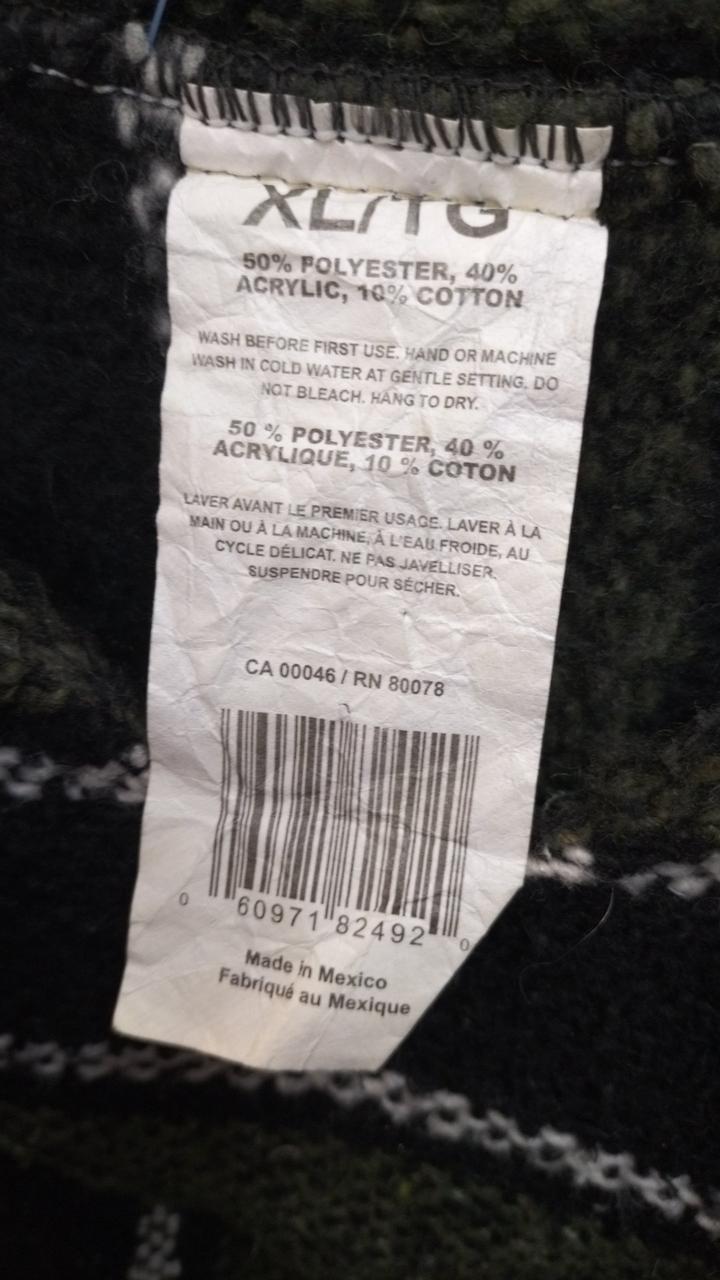 XL/TG
50% POLYESTER, 40%
ACRYLIC, 10% COTTON
WASH BEFORE FIRST USE. HAND OR MACHINE
WASH IN COLD WATER AT GENTLE SETTING. DO
NOT BLEACH. HANG TO DRY.
50 % POLYESTER, 40 %
ACRYLIQUE, 10 % COTON
LAVER AVANT LE PREMIER USAGE. LAVER À LA
MAIN OU À LA MACHINE, À L'EAU FROIDE, AU
CYCLE DÉLICAT. NE PAS JAVELLISER.
SUSPENDRE POUR SÉCHER.
CA 00046 / RN 80078
0 60971 82492 0
Made in Mexico
Fabriqué au Mexique